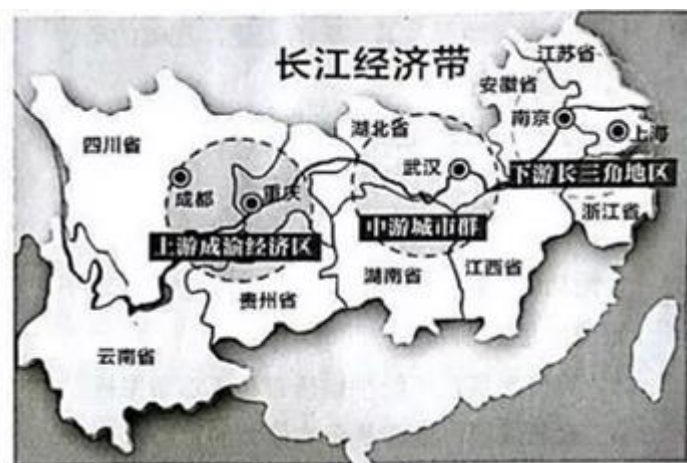 长江经济带
江苏省
安徽省
南京
上海
湖北省
四川省
武汉
成都
重庆
下游长三角地区
浙江省
上游成渝经济区
中游城市群
江西省
湖南省
贵州省
云南省